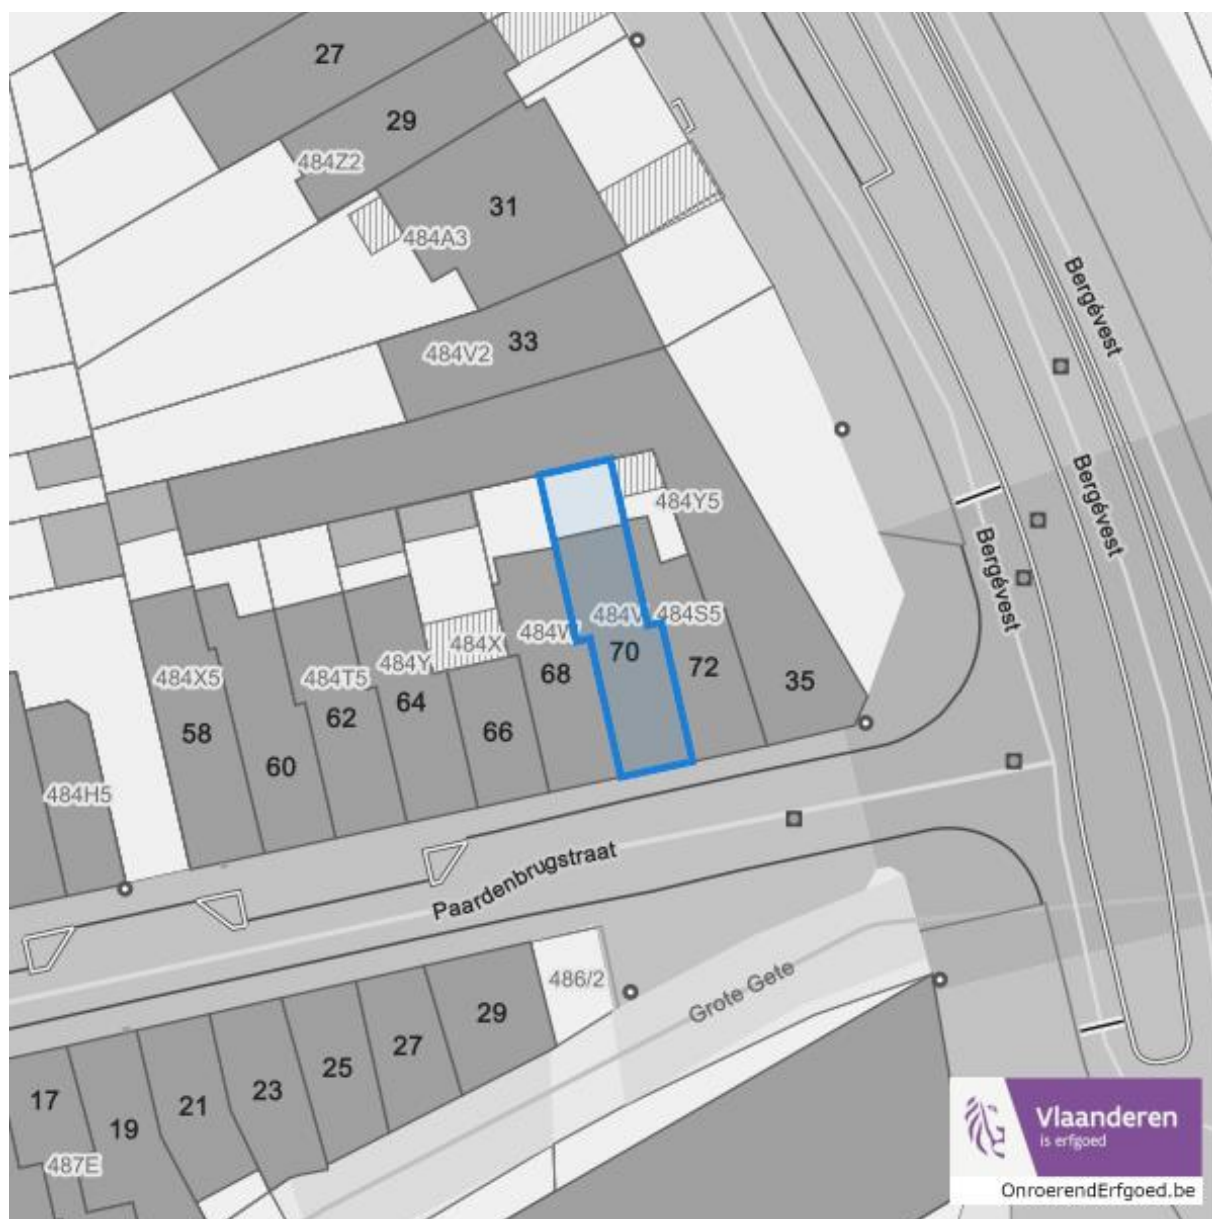 27
29
484Z2
31
484A3
33
484V2
Bergévest
Bergévest
Bergévest
484Y5
484W
484V
484S5
70
72
35
68
484X
484Y
64
66
484T5
62
484X5
58
60
484H5
Paardenbrugstraat
486/2
Grote Gete
29
27
25
23
21
19
17
487E
Vlaanderen
is erfgoed
OnroerendErfgoed.be